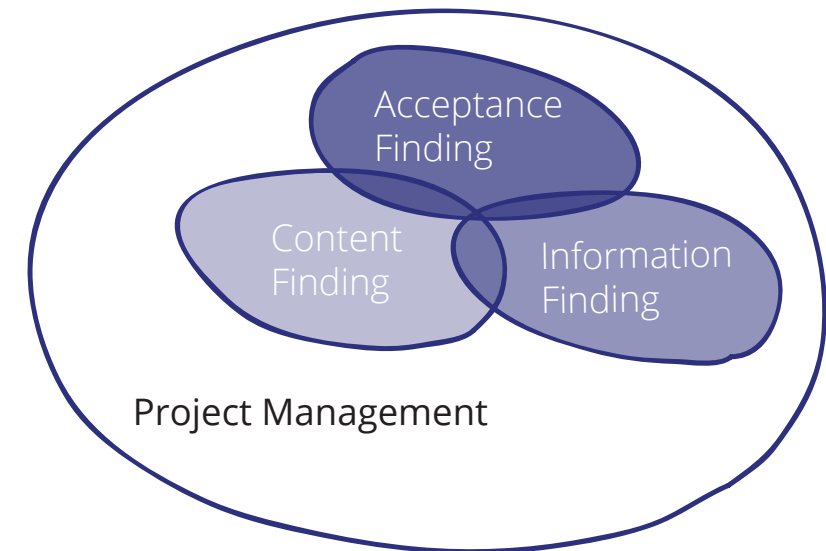 Acceptance
Finding
Content
Finding
Information
Finding
Project Management